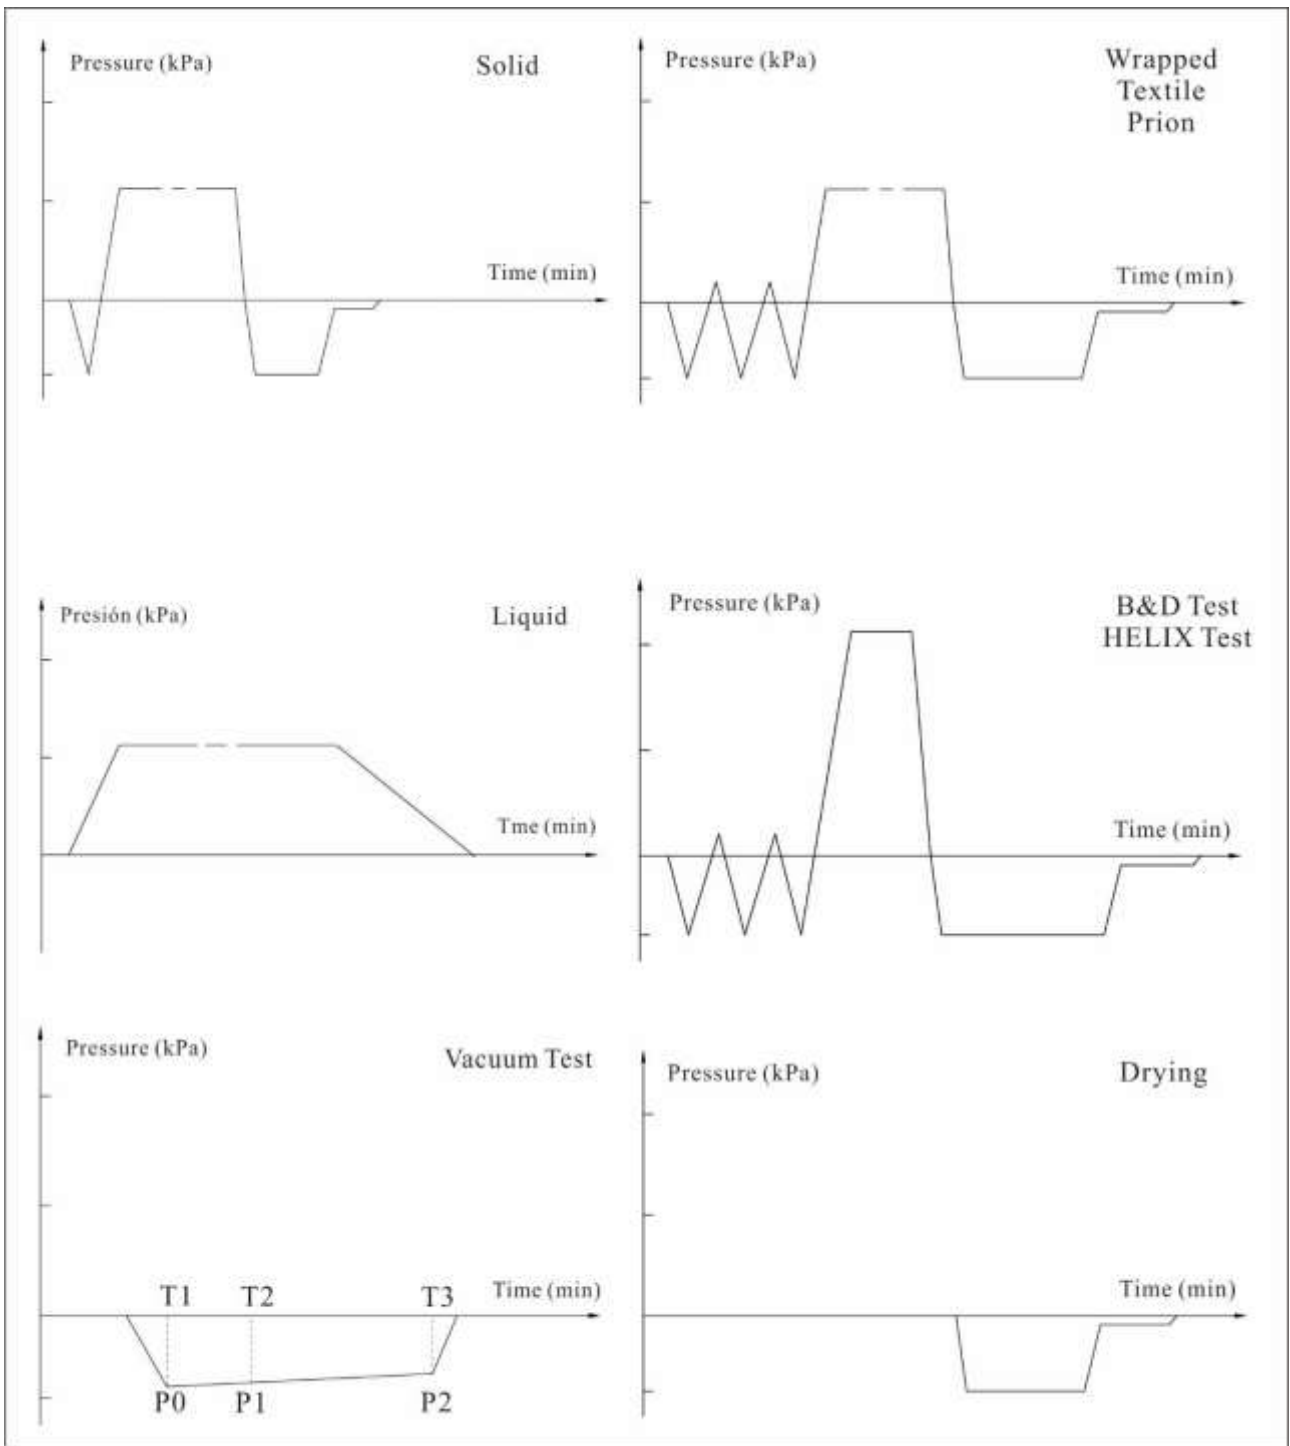 Pressure (kPa)
Solid
Time (min)
Pressure (kPa)
Wrapped
Textile
Prion
Time (min)
Presión (kPa)
Liquid
Tme (min)
Pressure (kPa)
B&D Test
HELIX Test
Time (min)
Pressure (kPa)
Vacuum Test
T1 T2 T3
Time (min)
P0 P1 P2
Pressure (kPa)
Drying
Time (min)